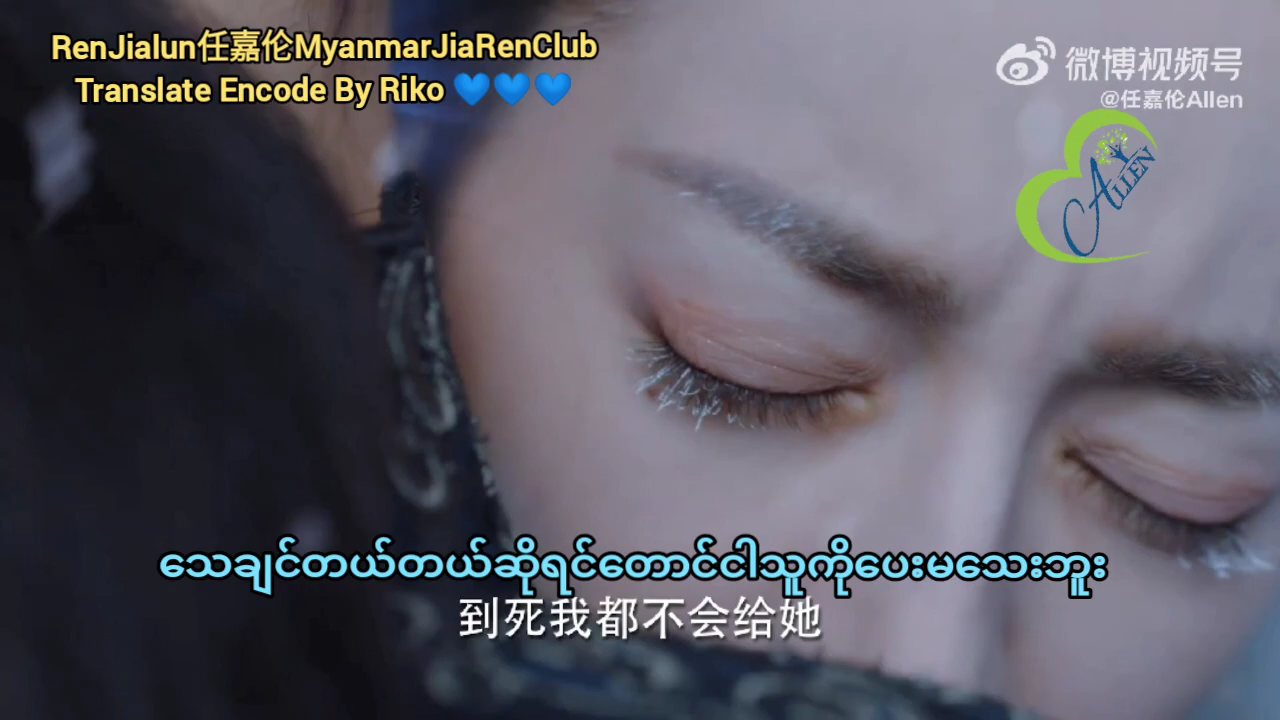 RenJialun任嘉伦MyanmarJiaRenClub
Translate Encode By Riko 💙💙💙
微博视频号
@任嘉伦Allen
ALLEN
သေချင်တယ်တယ်ဆိုရင်တောင်ငါသူကိုပေးမသေးဘူး
到死我都不会给她